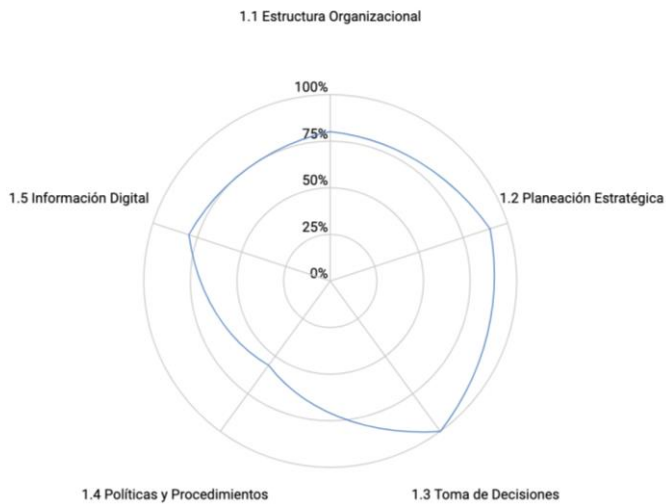 1.1 Estructura Organizacional
100%
75%
50%
1.5 Información Digital
1.2 Planeación Estratégica
25%
0%
1.4 Políticas y Procedimientos
1.3 Toma de Decisiones